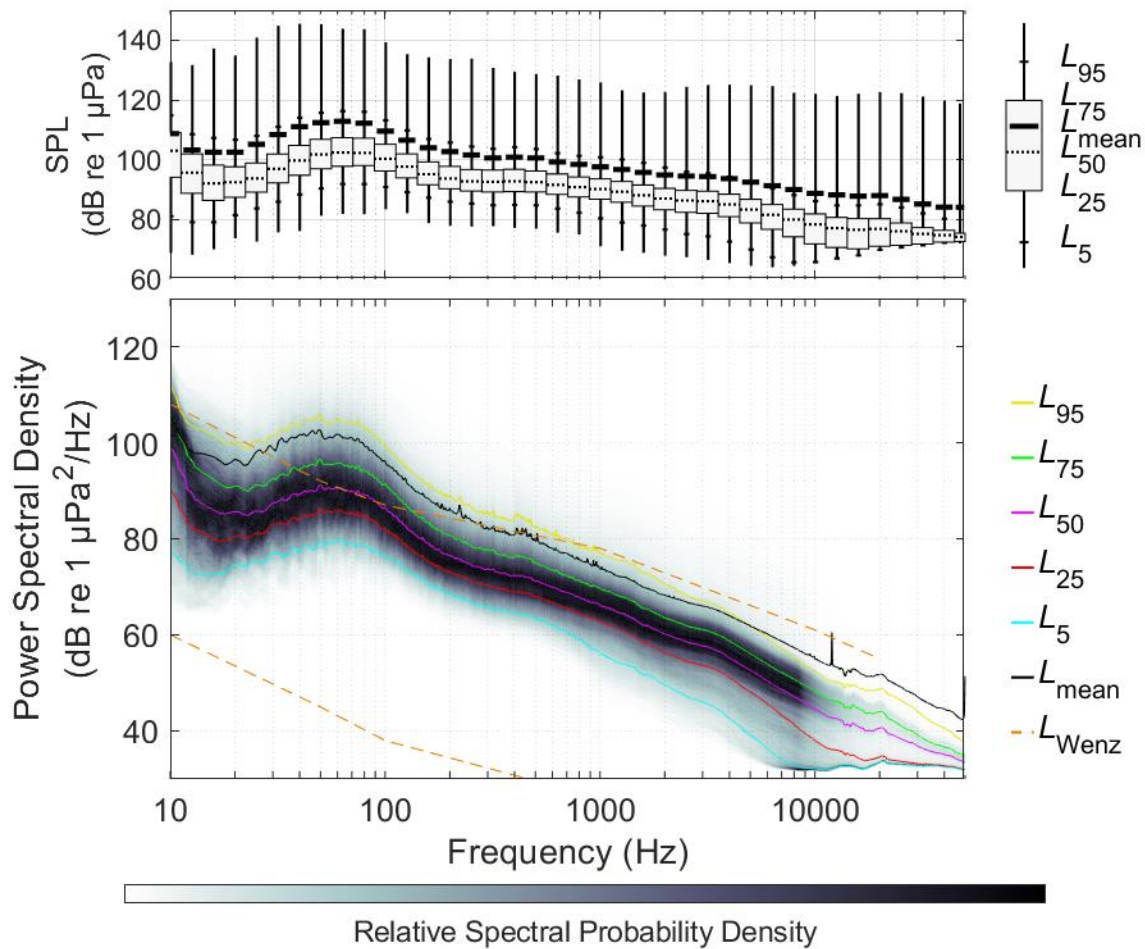 140
120
100
80
60
SPL
(dB re 1 µPa)
L95
L75
Lmean
L50
L25
L5
120
100
80
60
40
Power Spectral Density
(dB re 1 µPa²/Hz)
10
100
1000
10000
Frequency (Hz)
L95
L75
L50
L25
L5
Lmean
LWenz
Relative Spectral Probability Density